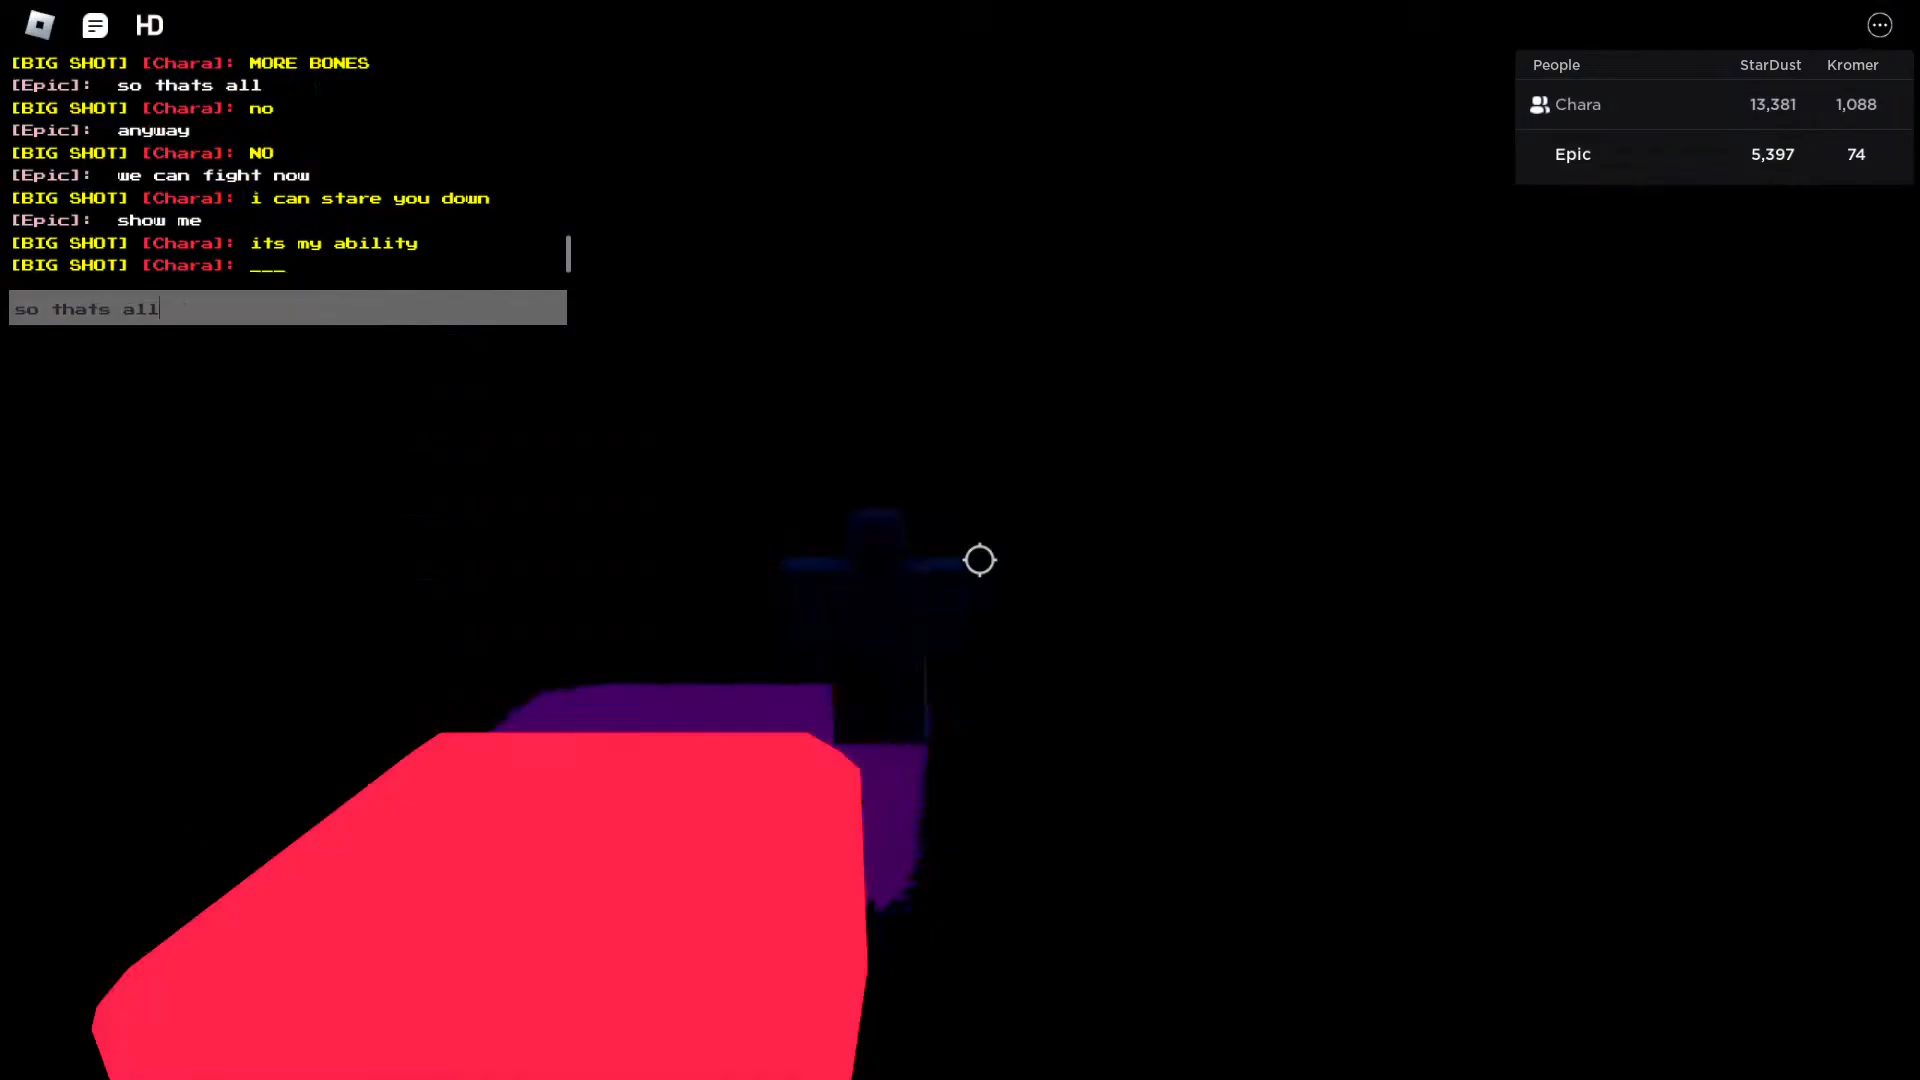 HD
[BIG SHOT] [Chara]: MORE BONES
[Epic]: so thats all
[BIG SHOT] [Chara]: no
[Epic]: anyway
[BIG SHOT] [Chara]: NO
[Epic]: we can fight now
[BIG SHOT] [Chara]: i can stare you down
[Epic]: show me
[BIG SHOT] [Chara]: its my ability
[BIG SHOT] [Chara]: ___
so thats all
People StarDust Kromer
Chara 13,381 1,088
Epic 5,397 74